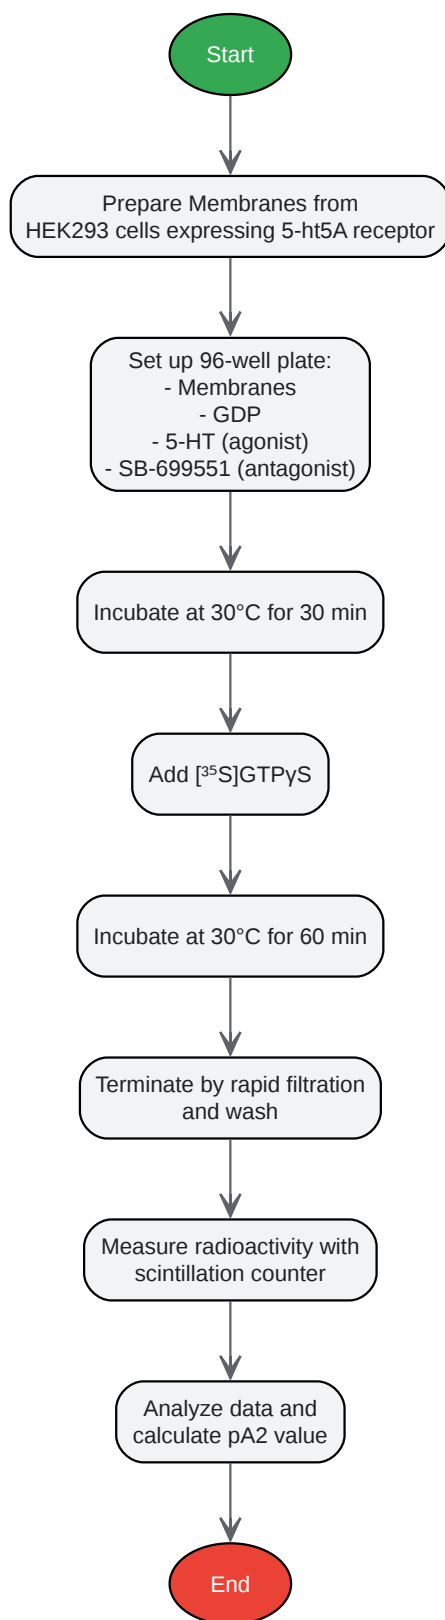 Start
Prepare Membranes from
HEK293 cells expressing 5-ht5A receptor
Set up 96-well plate:
- Membranes
- GDP
- 5-HT (agonist)
- SB-699551 (antagonist)
Incubate at 30°C for 30 min
Add [³⁵S]GTPγS
Incubate at 30°C for 60 min
Terminate by rapid filtration
and wash
Measure radioactivity with
scintillation counter
Analyze data and
calculate pA2 value
End